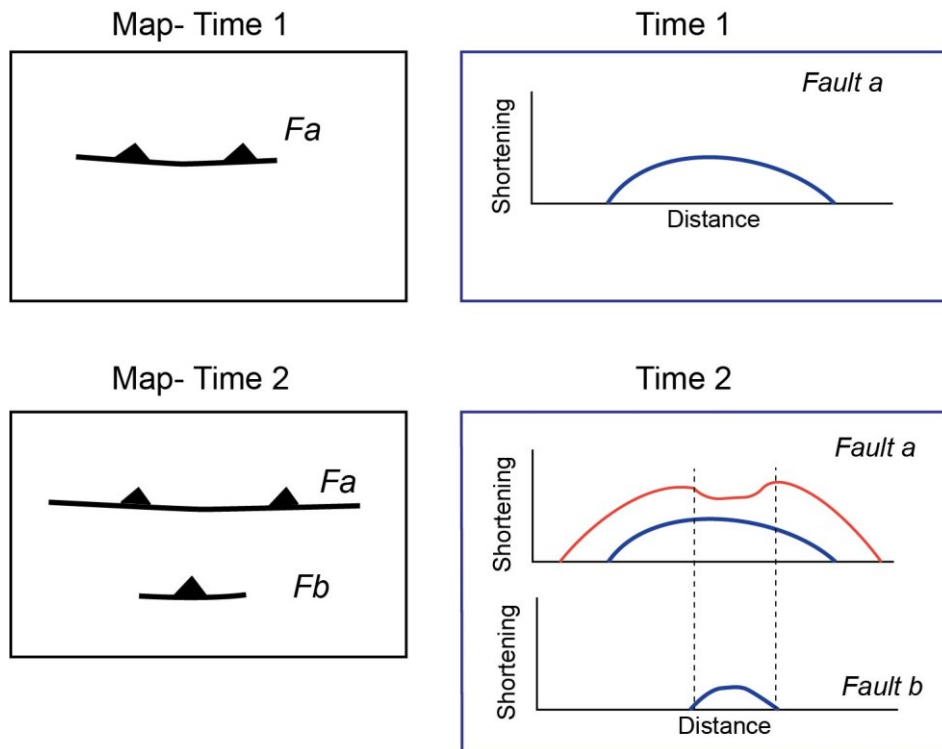 Map- Time 1
Fa
Time 1
Fault a
Shortening
Distance
Map- Time 2
Fa
Fb
Time 2
Fault a
Shortening
Shortening
Fault b
Distance